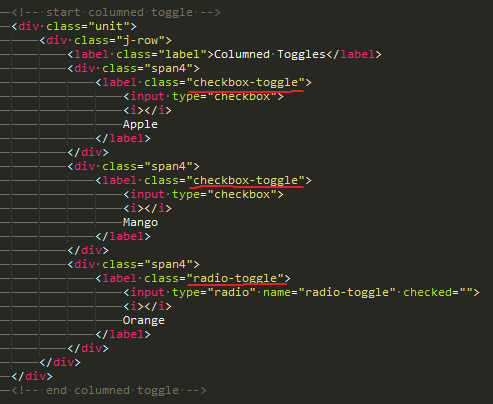 <!-- start columned toggle -->
<div class="unit">
<div class="j-row">
<label class="label">Columned Toggles</label>
<div class="span4">
<label class="checkbox-toggle">
<input type="checkbox">
<i></i>
Apple
</label>
</div>
<div class="span4">
<label class="checkbox-toggle">
<input type="checkbox">
<i></i>
Mango
</label>
</div>
<div class="span4">
<label class="radio-toggle">
<input type="radio" name="radio-toggle" checked="">
<i></i>
Orange
</label>
</div>
</div>
</div>
<!-- end columned toggle -->